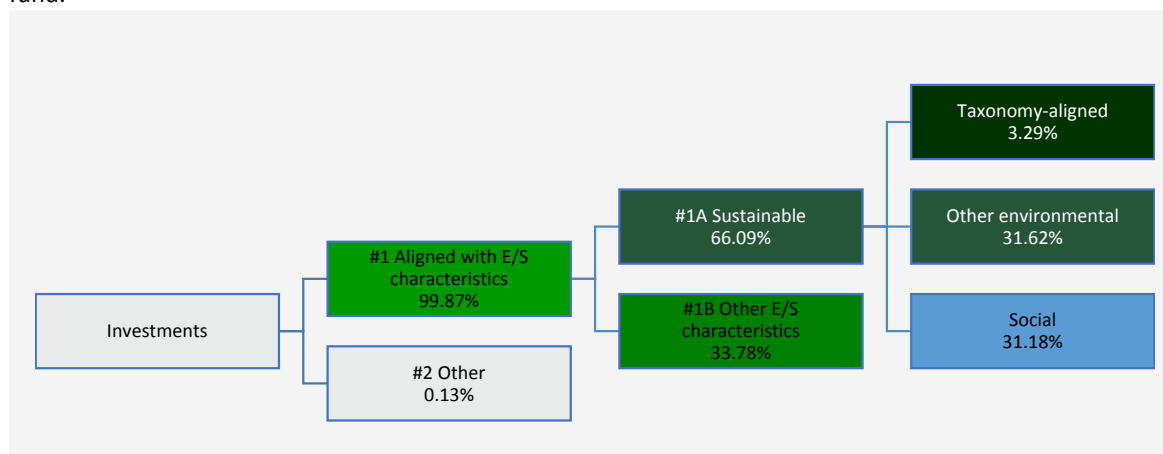 Investments
#1 Aligned with E/S
characteristics
99.87%
#2 Other
0.13%
#1A Sustainable
66.09%
#1B Other E/S
characteristics
33.78%
Taxonomy-aligned
3.29%
Other environmental
31.62%
Social
31.18%